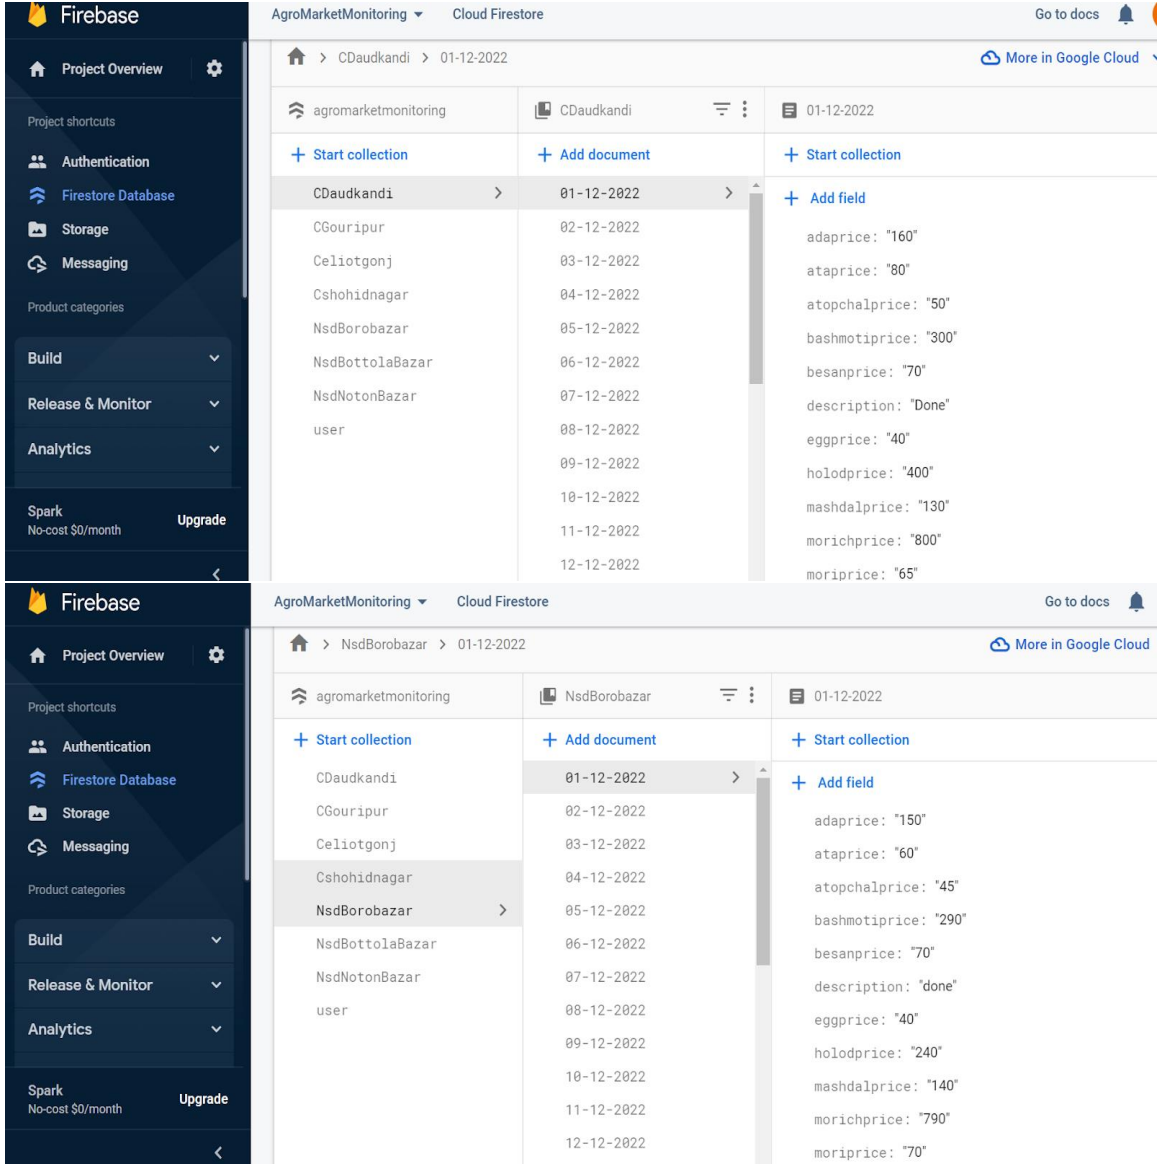 Firebase
AgroMarketMonitoring
Cloud Firestore
Go to docs
Project Overview
CDaudkandi
01-12-2022
More in Google Cloud
Project shortcuts
Authentication
Firestore Database
Storage
Messaging
Product categories
Build
Release & Monitor
Analytics
Spark
No-cost $0/month
Upgrade
agromarketmonitoring
+ Start collection
CDaudkandi
CGouripur
Celiotgonj
Cshohidnagar
NsdBorobazar
NsdBottolaBazar
NsdNotonBazar
user
CDaudkandi
+ Add document
01-12-2022
02-12-2022
03-12-2022
04-12-2022
05-12-2022
06-12-2022
07-12-2022
08-12-2022
09-12-2022
10-12-2022
11-12-2022
12-12-2022
01-12-2022
+ Start collection
+ Add field
adaprice: "160"
ataprice: "80"
atopchalprice: "50"
bashmotiprice: "300"
besanprice: "70"
description: "Done"
eggprice: "40"
holodprice: "400"
mashdalprice: "130"
morichprice: "800"
moriprice: "65"
Firebase
AgroMarketMonitoring
Cloud Firestore
Go to docs
Project Overview
NsdBorobazar
01-12-2022
More in Google Cloud
Project shortcuts
Authentication
Firestore Database
Storage
Messaging
Product categories
Build
Release & Monitor
Analytics
Spark
No-cost $0/month
Upgrade
agromarketmonitoring
+ Start collection
CDaudkandi
CGouripur
Celiotgonj
Cshohidnagar
NsdBorobazar
NsdBottolaBazar
NsdNotonBazar
user
NsdBorobazar
+ Add document
01-12-2022
02-12-2022
03-12-2022
04-12-2022
05-12-2022
06-12-2022
07-12-2022
08-12-2022
09-12-2022
10-12-2022
11-12-2022
12-12-2022
01-12-2022
+ Start collection
+ Add field
adaprice: "150"
ataprice: "60"
atopchalprice: "45"
bashmotiprice: "290"
besanprice: "70"
description: "done"
eggprice: "40"
holodprice: "240"
mashdalprice: "140"
morichprice: "790"
moriprice: "70"